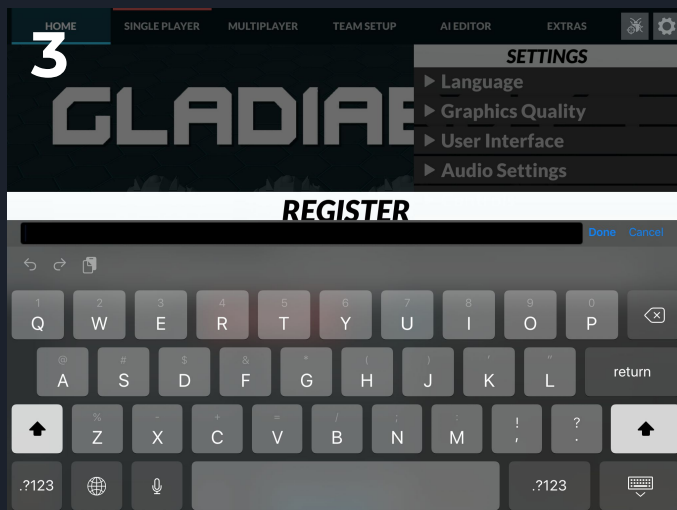 HOME SINGLE PLAYER MULTIPLAYER TEAM SETUP AI EDITOR EXTRAS
3
SETTINGS
Language
Graphics Quality
User Interface
Audio Settings
REGISTER
Done Cancel
1 2 3 4 5 6 7 8 9 0
Q W E R T Y U I O P
@ # $ & * ( ) ' "
A S D F G H J K L return
% - + = / ; : ! ?
Z X C V B N M , .
.?123 .?123